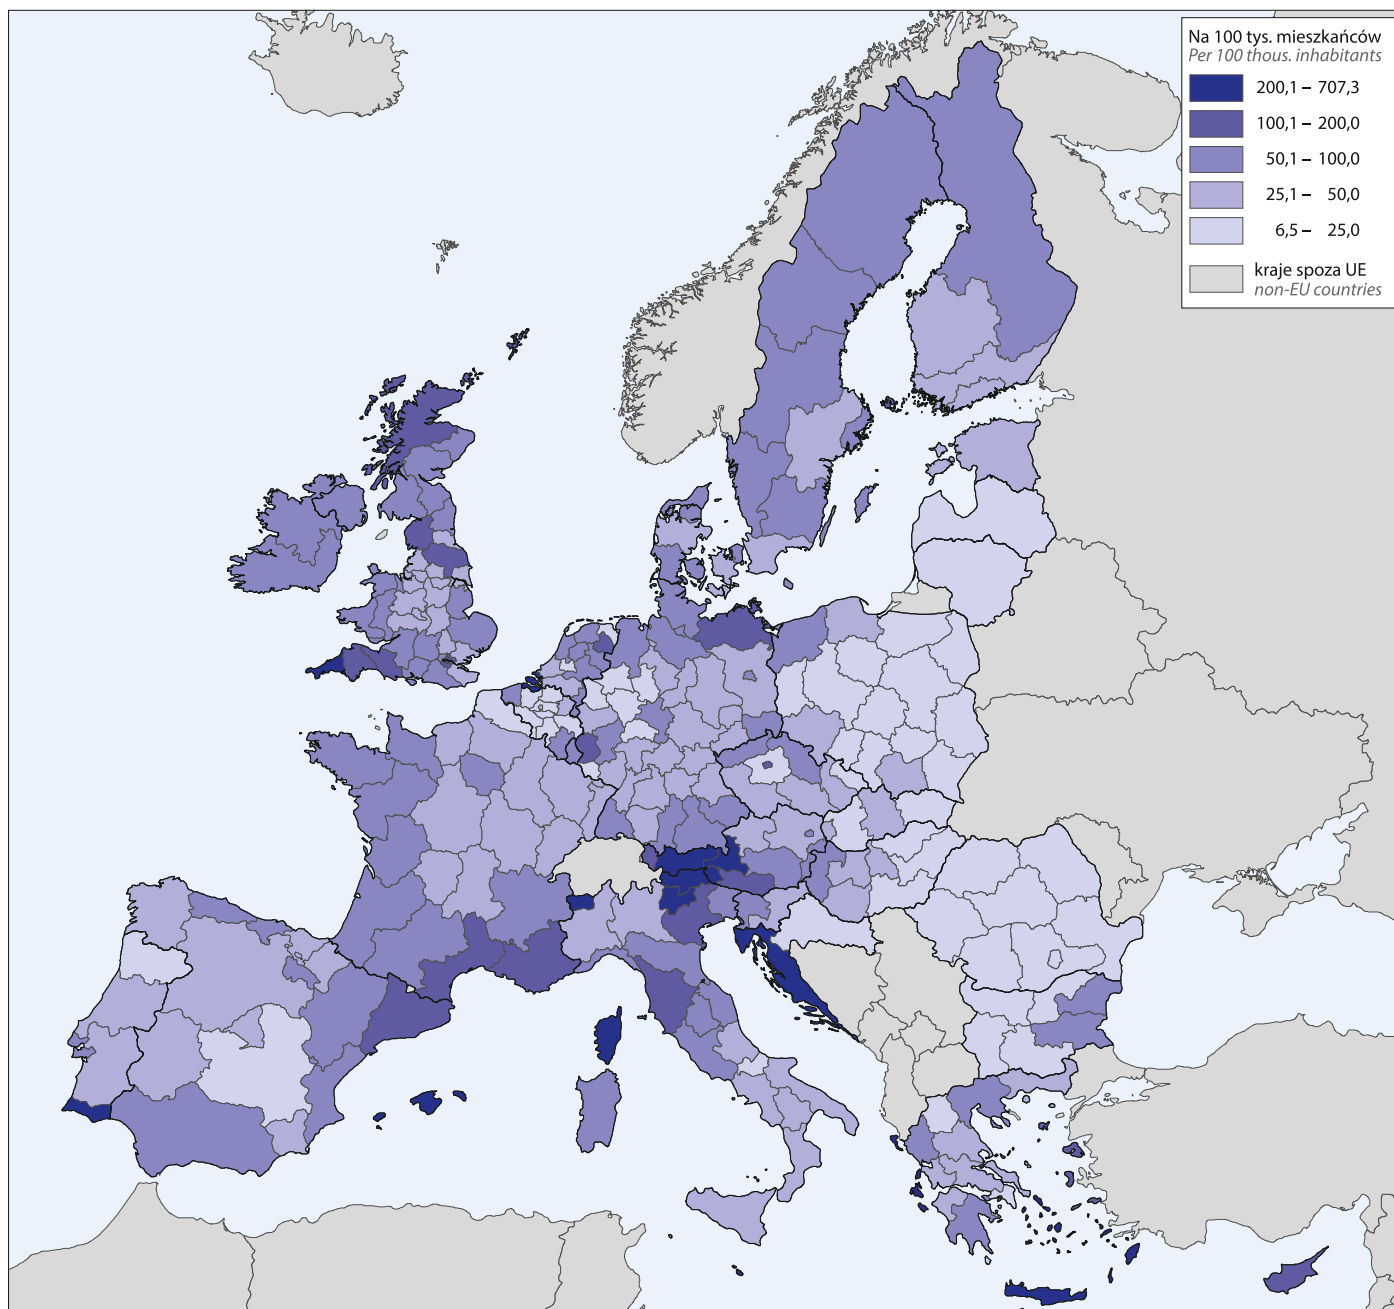 Na 100 tys. mieszkańców
Per 100 thous. inhabitants
200,1 – 707,3
100,1 – 200,0
50,1 – 100,0
25,1 – 50,0
6,5 – 25,0
kraje spoza UE
non-EU countries